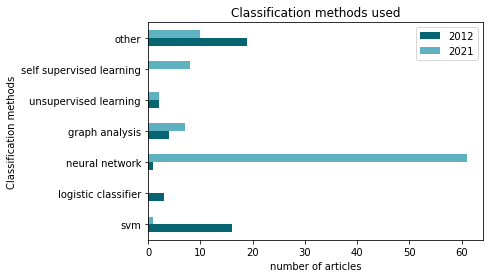 Classification methods used
2012
2021
Classification methods
other
self supervised learning
unsupervised learning
graph analysis
neural network
logistic classifier
svm
0 10 20 30 40 50 60
number of articles